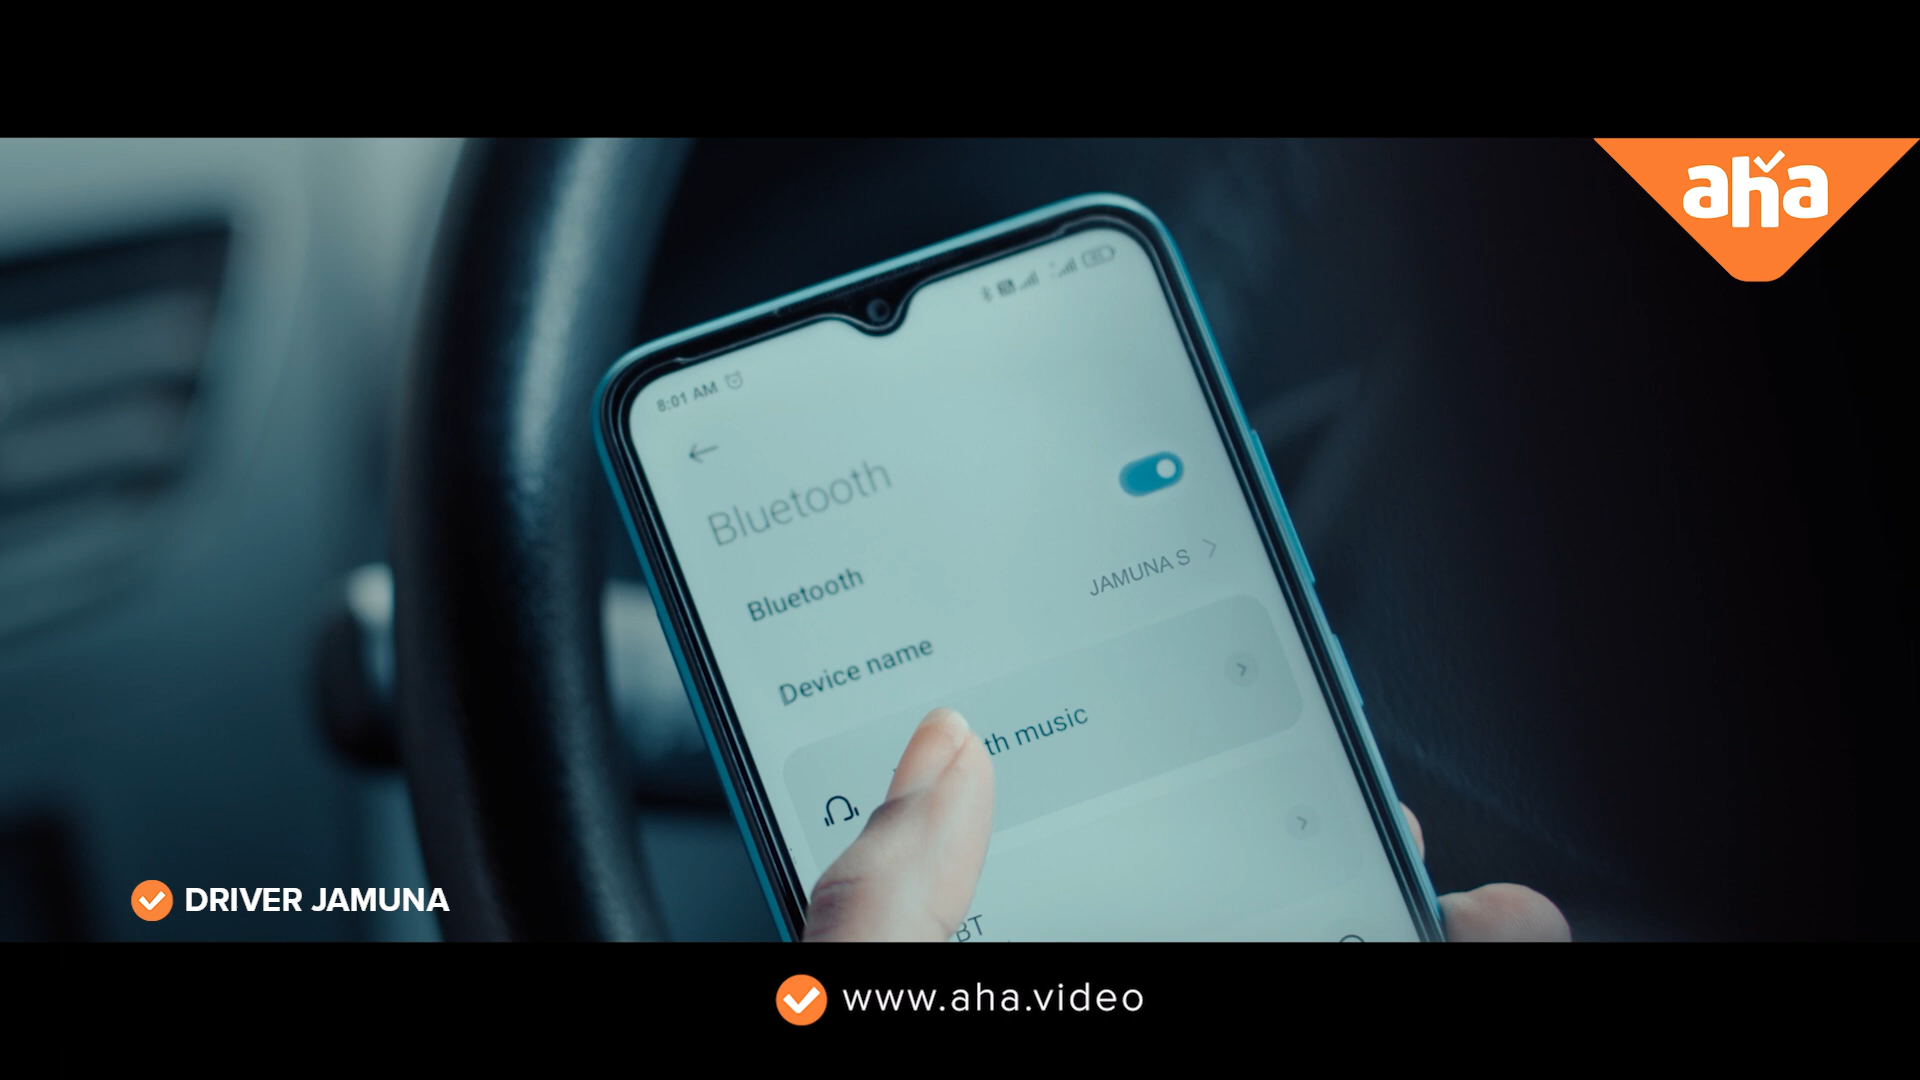 aha
8:01 AM
Bluetooth
Bluetooth
Device name
JAMUNA S
th music
BT
DRIVER JAMUNA
www.aha.video